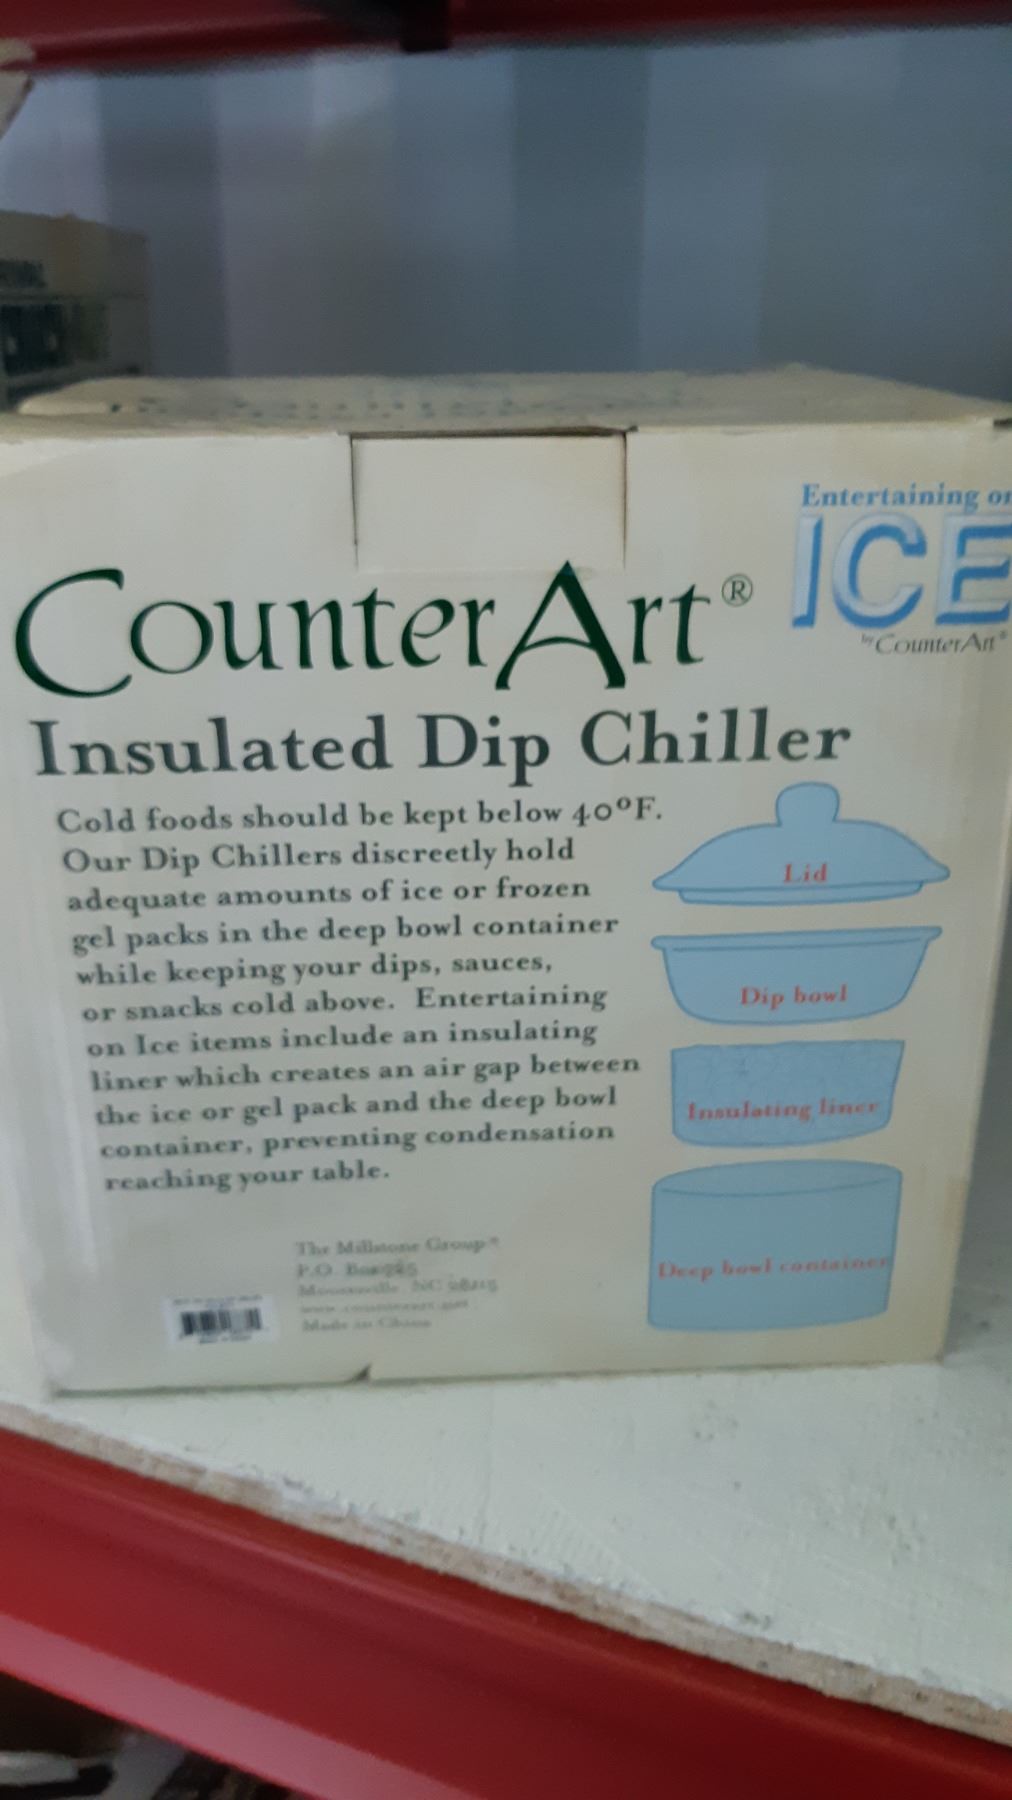 Entertaining on
ICE
by CounterArt®
CounterArt®
Insulated Dip Chiller
Cold foods should be kept below 40°F.
Our Dip Chillers discreetly hold
adequate amounts of ice or frozen
gel packs in the deep bowl container
while keeping your dips, sauces,
or snacks cold above. Entertaining
on Ice items include an insulating
liner which creates an air gap between
the ice or gel pack and the deep bowl
container, preventing condensation
reaching your table.
Lid
Dip bowl
Insulating liner
Deep bowl container
The Millstone Group®
P.O. Box
NC
Made in China